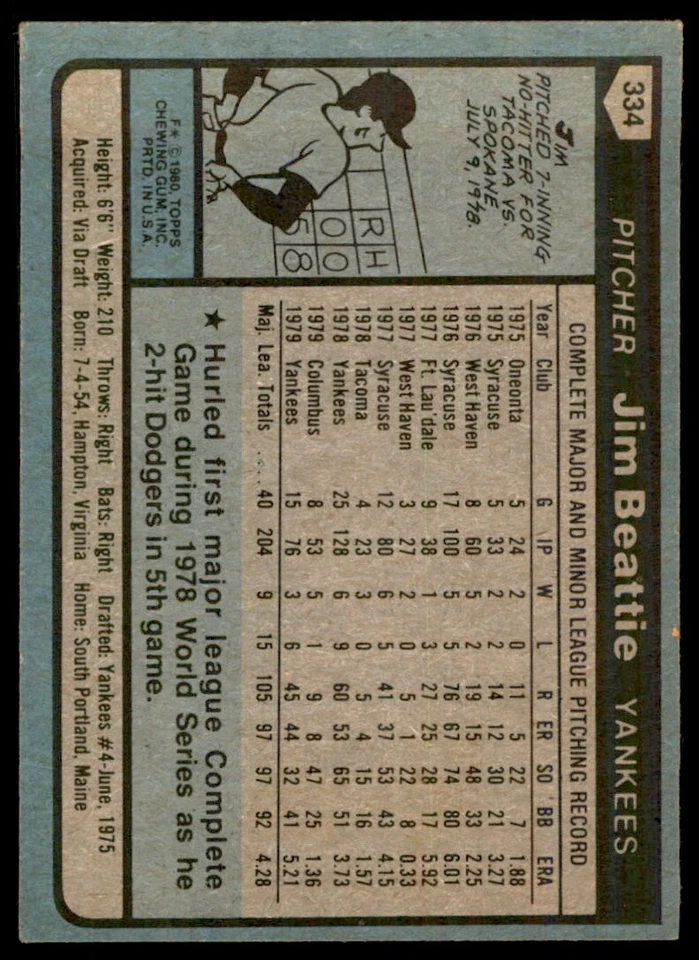 334 PITCHER Jim Beattie YANKEES
JIM
PITCHED 7-INNING
NO-HITTER FOR
TACOMA VS.
SPOKANE
JULY 9, 1978.
R H
0 0
5 8
F* © 1980, TOPPS
CHEWING GUM, INC.
PRTD. IN U.S.A.
COMPLETE MAJOR AND MINOR LEAGUE PITCHING RECORD
Year Club G IP W L R ER SO BB ERA
1975 Oneonta 5 24 2 0 11 5 22 7 1.88
1975 Syracuse 5 33 2 2 14 12 30 21 3.27
1976 West Haven 8 60 5 2 19 15 48 33 2.25
1976 Syracuse 17 100 5 5 76 67 74 80 6.01
1977 Ft. Lau'dale 9 38 1 3 27 25 28 17 5.92
1977 West Haven 3 27 2 0 5 1 22 8 0.33
1977 Syracuse 12 80 6 5 41 37 53 43 4.15
1978 Tacoma 4 23 3 0 5 4 15 16 1.57
1978 Yankees 25 128 6 9 60 53 65 51 3.73
1979 Columbus 8 53 5 1 9 8 47 25 1.36
1979 Yankees 15 76 3 6 45 44 32 41 5.21
Maj. Lea. Totals .... 40 204 9 15 105 97 97 92 4.28
★ Hurled first major league Complete
Game during 1978 World Series as he
2-hit Dodgers in 5th game.
Height: 6'6" Weight: 210 Throws: Right Bats: Right Drafted: Yankees #4-June, 1975
Acquired: Via Draft Born: 7-4-54, Hampton, Virginia Home: South Portland, Maine